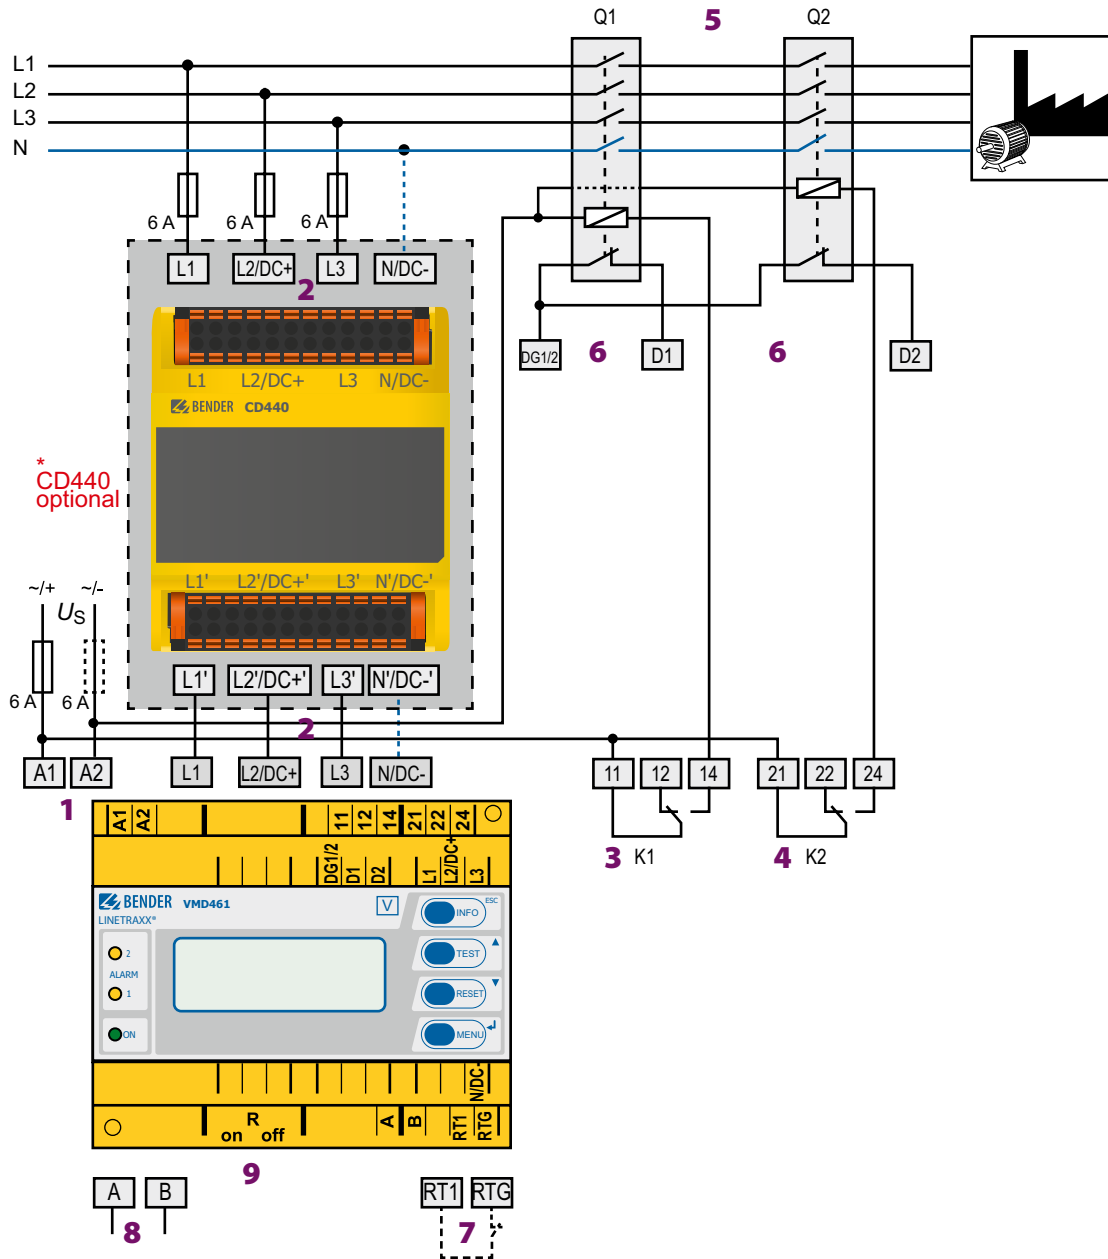 Q1 5 Q2
L1
L2
L3
N
6 A 6 A 6 A
L1 L2/DC+ L3 N/DC-
2
DG1/2 6 D1 6 D2
L1 L2/DC+ L3 N/DC-
BENDER CD440
*
CD440
optional
L1' L2'/DC+' L3' N'/DC-'
~/+ ~/-
US
L1' L2'/DC+' L3' N'/DC-'
6 A 6 A
2
A1 A2 L1 L2/DC+ L3 N/DC- 11 12 14 21 22 24
1
A1 A2 11 12 14 21 22 24
3 K1 4 K2
DG1/2 D1 D2 L1 L2/DC+ L3
BENDER VMD461 V INFO ESC
LINETRAXX®
2 TEST
ALARM
1 RESET
ON MENU
N/DC-
R
on off
A B RT1 RTG
9
A B RT1 RTG
8 7